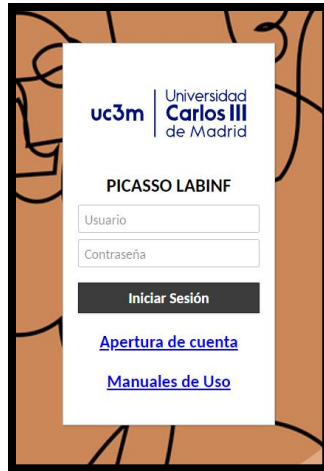 uc3m
Universidad
Carlos III
de Madrid
PICASSO LABINF
Usuario
Contraseña
Iniciar Sesión
Apertura de cuenta
Manuales de Uso